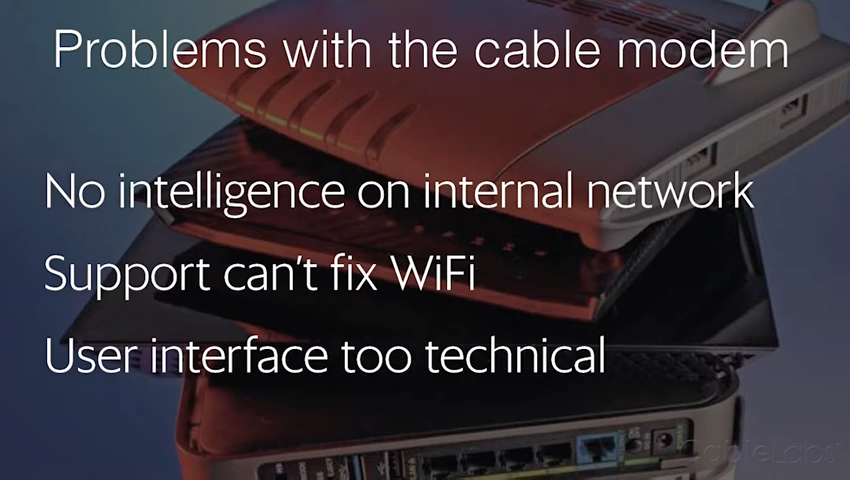 Problems with the cable modem
No intelligence on internal network
Support can't fix WiFi
User interface too technical
CableLabs